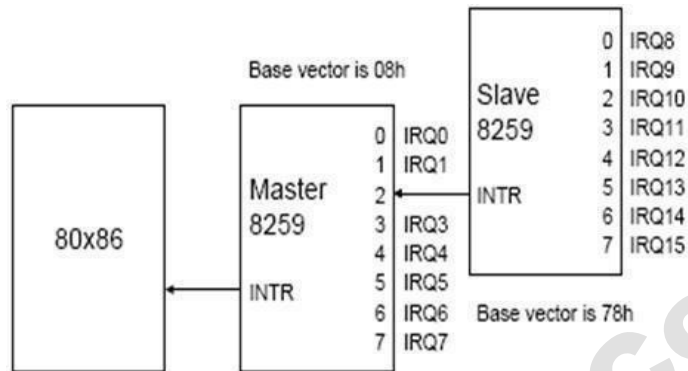 Base vector is 08h
80x86
Master
8259
INTR
0 IRQ0
1 IRQ1
2
3 IRQ3
4 IRQ4
5 IRQ5
6 IRQ6
7 IRQ7
Slave
8259
INTR
0 IRQ8
1 IRQ9
2 IRQ10
3 IRQ11
4 IRQ12
5 IRQ13
6 IRQ14
7 IRQ15
Base vector is 78h